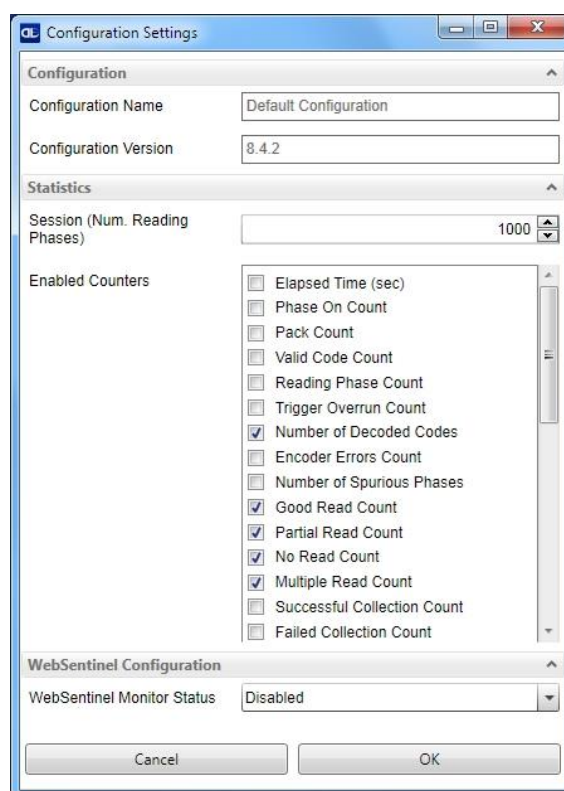 Configuration Settings
Configuration
Configuration Name
Default Configuration
Configuration Version
8.4.2
Statistics
Session (Num. Reading
Phases)
1000
Enabled Counters
Elapsed Time (sec)
Phase On Count
Pack Count
Valid Code Count
Reading Phase Count
Trigger Overrun Count
Number of Decoded Codes
Encoder Errors Count
Number of Spurious Phases
Good Read Count
Partial Read Count
No Read Count
Multiple Read Count
Successful Collection Count
Failed Collection Count
WebSentinel Configuration
WebSentinel Monitor Status
Disabled
Cancel
OK